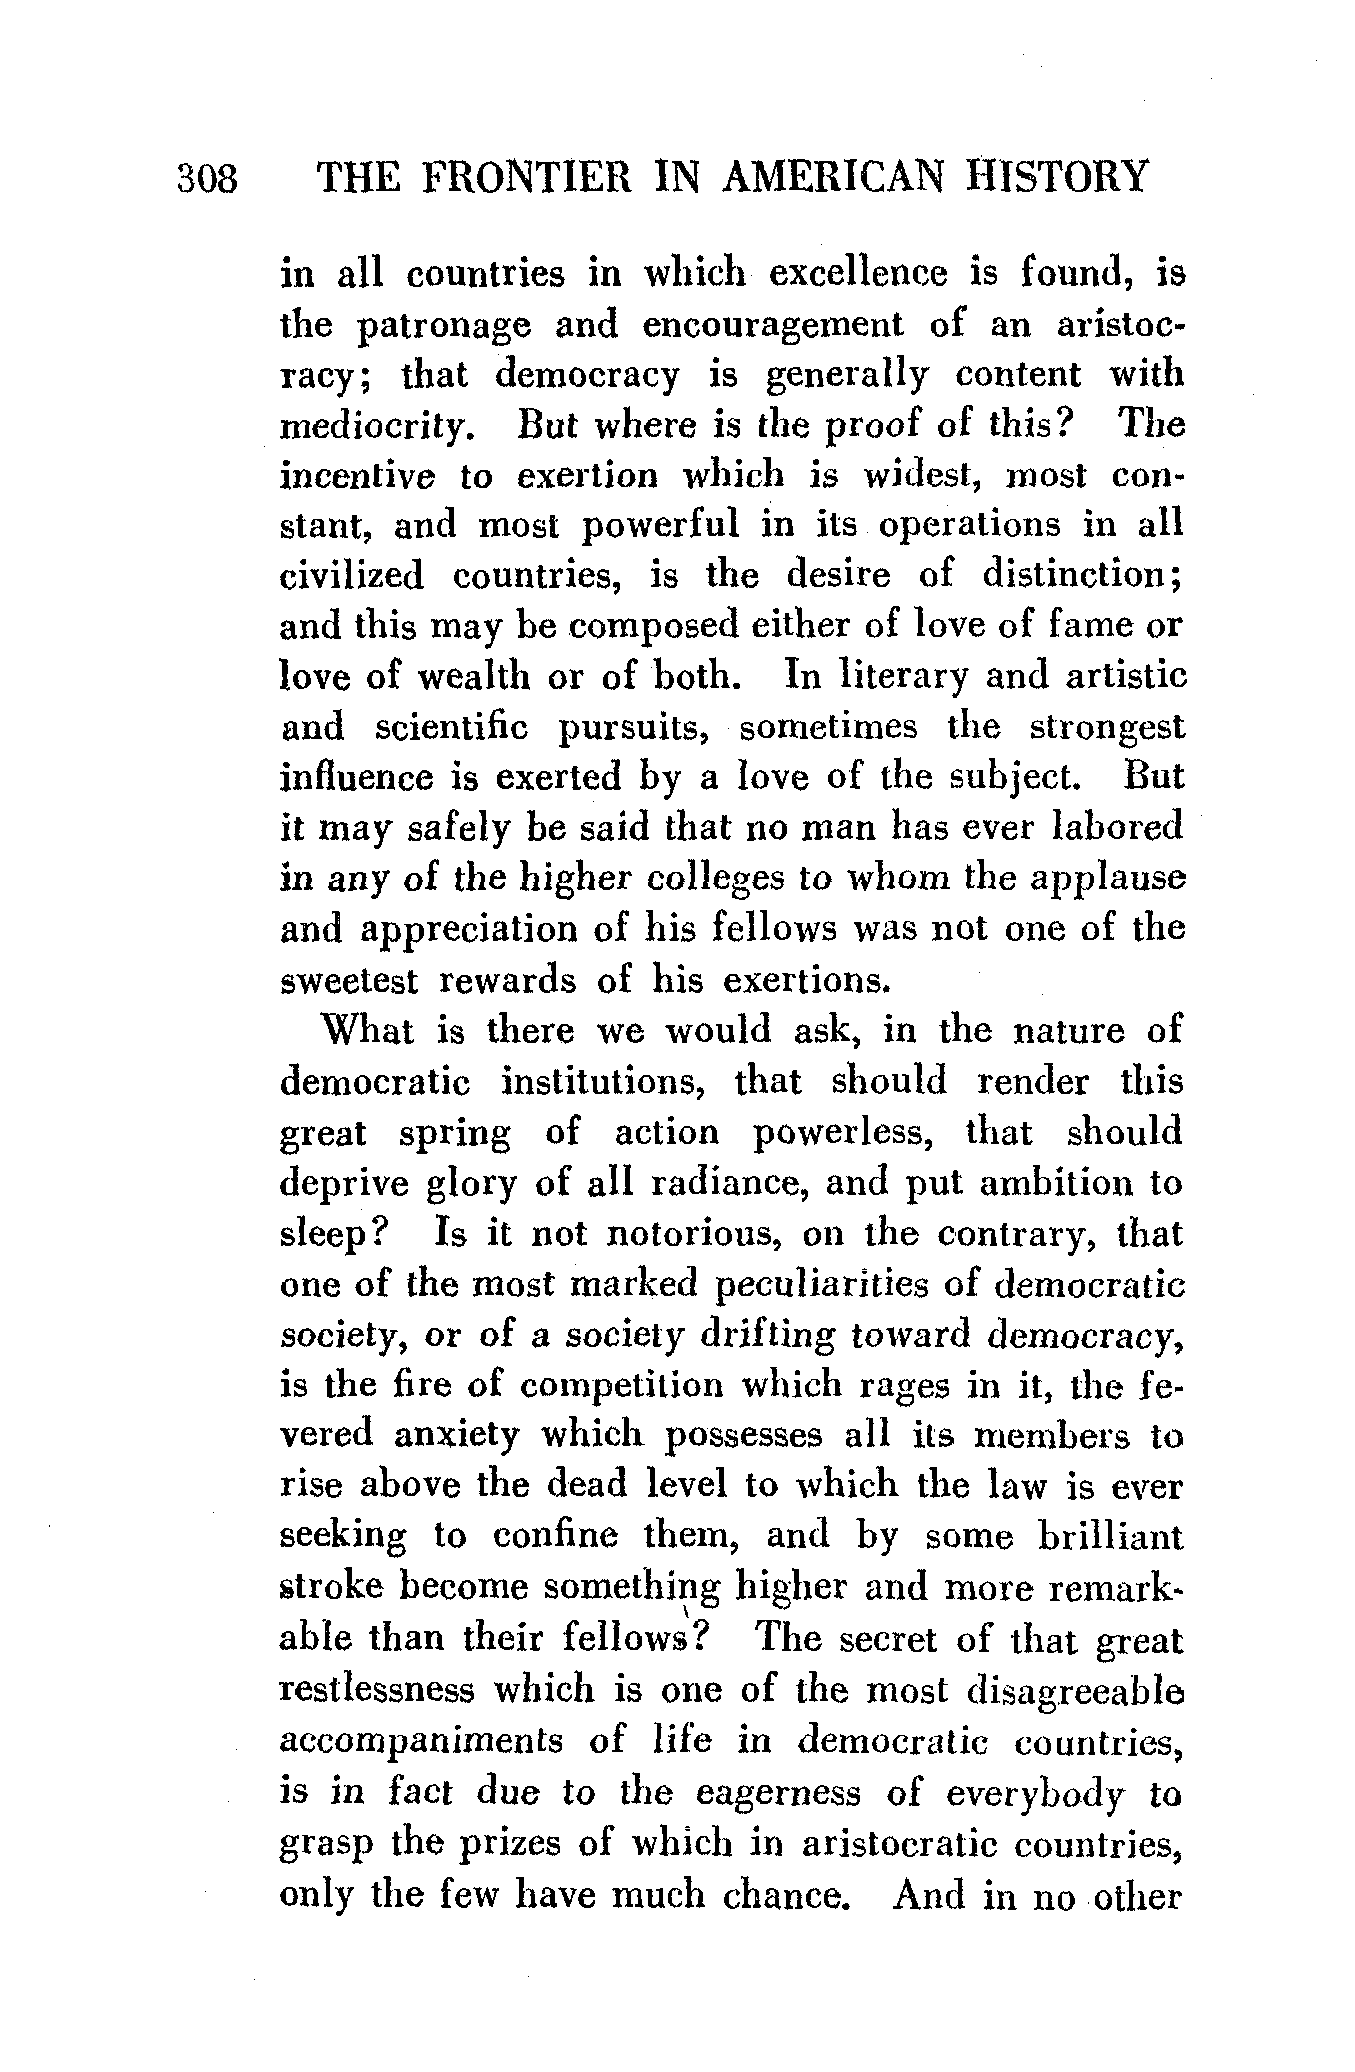 308 THE FRONTIER IN AMERICAN HISTORY
in all countries in which excellence is found, is
the patronage and encouragement of an aristoc-
racy; that democracy is generally content with
mediocrity. But where is the proof of this? The
incentive to exertion which is widest, most con-
stant, and most powerful in its operations in all
civilized countries, is the desire of distinction;
and this may be composed either of love of fame or
love of wealth or of both. In literary and artistic
and scientific pursuits, sometimes the strongest
influence is exerted by a love of the subject. But
it may safely be said that no man has ever labored
in any of the higher colleges to whom the applause
and appreciation of his fellows was not one of the
sweetest rewards of his exertions.
What is there we would ask, in the nature of
democratic institutions, that should render this
great spring of action powerless, that should
deprive glory of all radiance, and put ambition to
sleep? Is it not notorious, on the contrary, that
one of the most marked peculiarities of democratic
society, or of a society drifting toward democracy,
is the fire of competition which rages in it, the fe-
vered anxiety which possesses all its members to
rise above the dead level to which the law is ever
seeking to confine them, and by some brilliant
stroke become something higher and more remark-
able than their fellows? The secret of that great
restlessness which is one of the most disagreeable
accompaniments of life in democratic countries,
is in fact due to the eagerness of everybody to
grasp the prizes of which in aristocratic countries,
only the few have much chance. And in no other